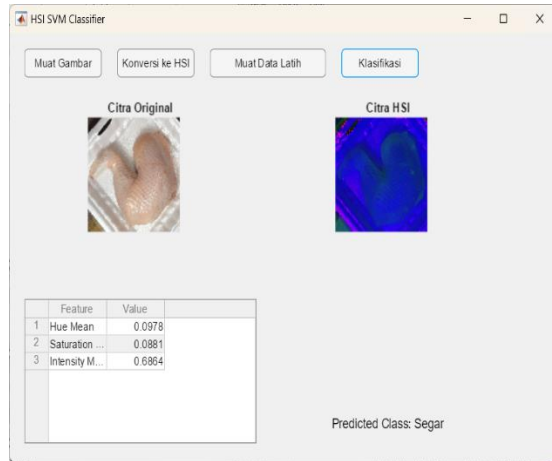 HSI SVM Classifier
Muat Gambar Konversi ke HSI Muat Data Latih Klasifikasi
Citra Original Citra HSI
Feature Value
1 Hue Mean 0.0978
2 Saturation ... 0.0881
3 Intensity M... 0.6864
Predicted Class: Segar